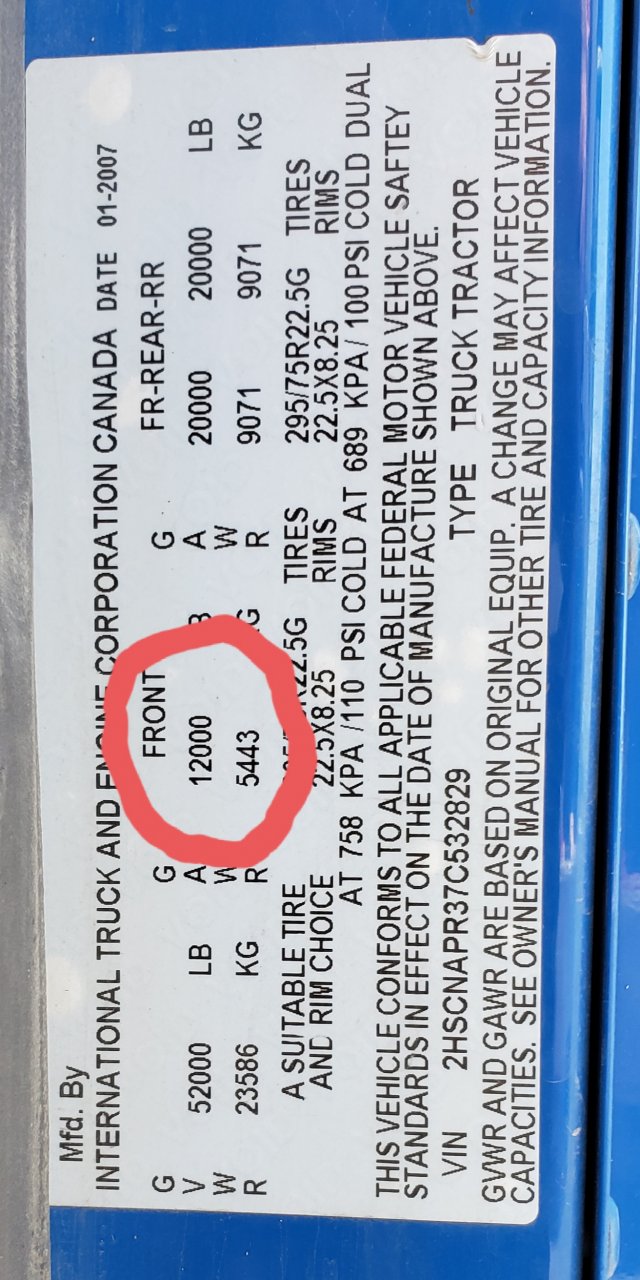 Mfd. By
INTERNATIONAL TRUCK AND ENGINE CORPORATION CANADA DATE 01-2007
G FRONT G FR-REAR-RR
V 52000 LB A 12000 A 20000 20000 LB
W 23586 KG W 5443 W 9071 9071 KG
R R R
A SUITABLE TIRE TIRES 295/75R22.5G TIRES
AND RIM CHOICE 22.5X8.25 RIMS 22.5X8.25 RIMS
AT 758 KPA /110 PSI COLD AT 689 KPA/ 100PSI COLD DUAL
THIS VEHICLE CONFORMS TO ALL APPLICABLE FEDERAL MOTOR VEHICLE SAFTEY
STANDARDS IN EFFECT ON THE DATE OF MANUFACTURE SHOWN ABOVE.
VIN 2HSCNAPR37C532829 TYPE TRUCK TRACTOR
GVWR AND GAWR ARE BASED ON ORIGINAL EQUIP. A CHANGE MAY AFFECT VEHICLE
CAPACITIES. SEE OWNER'S MANUAL FOR OTHER TIRE AND CAPACITY INFORMATION.